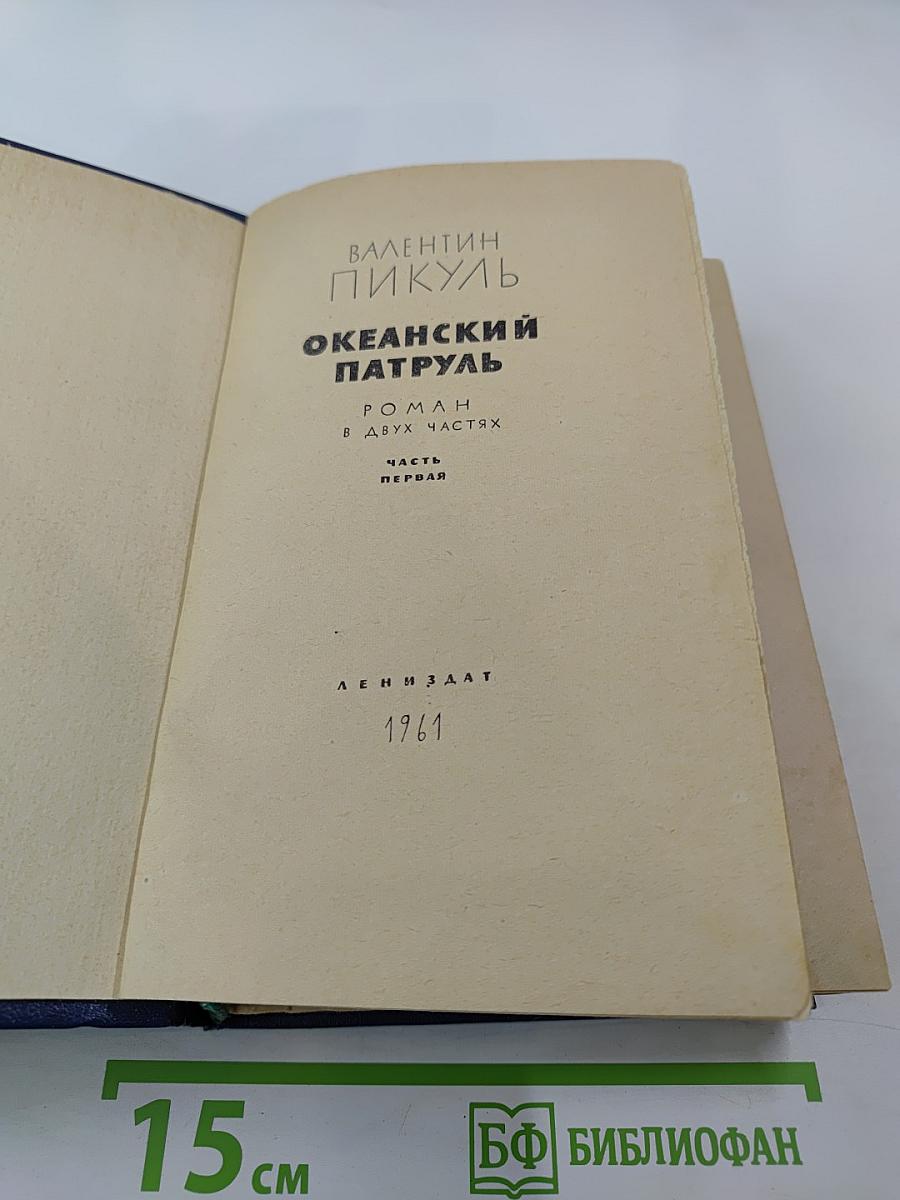 ВАЛЕНТИН
ПИКУЛЬ
ОКЕАНСКИЙ
ПАТРУЛЬ
РОМАН
В ДВУХ ЧАСТЯХ
ЧАСТЬ
ПЕРВАЯ
ЛЕНИЗДАТ
1961
15 СМ
БФ БИБЛИОФАН